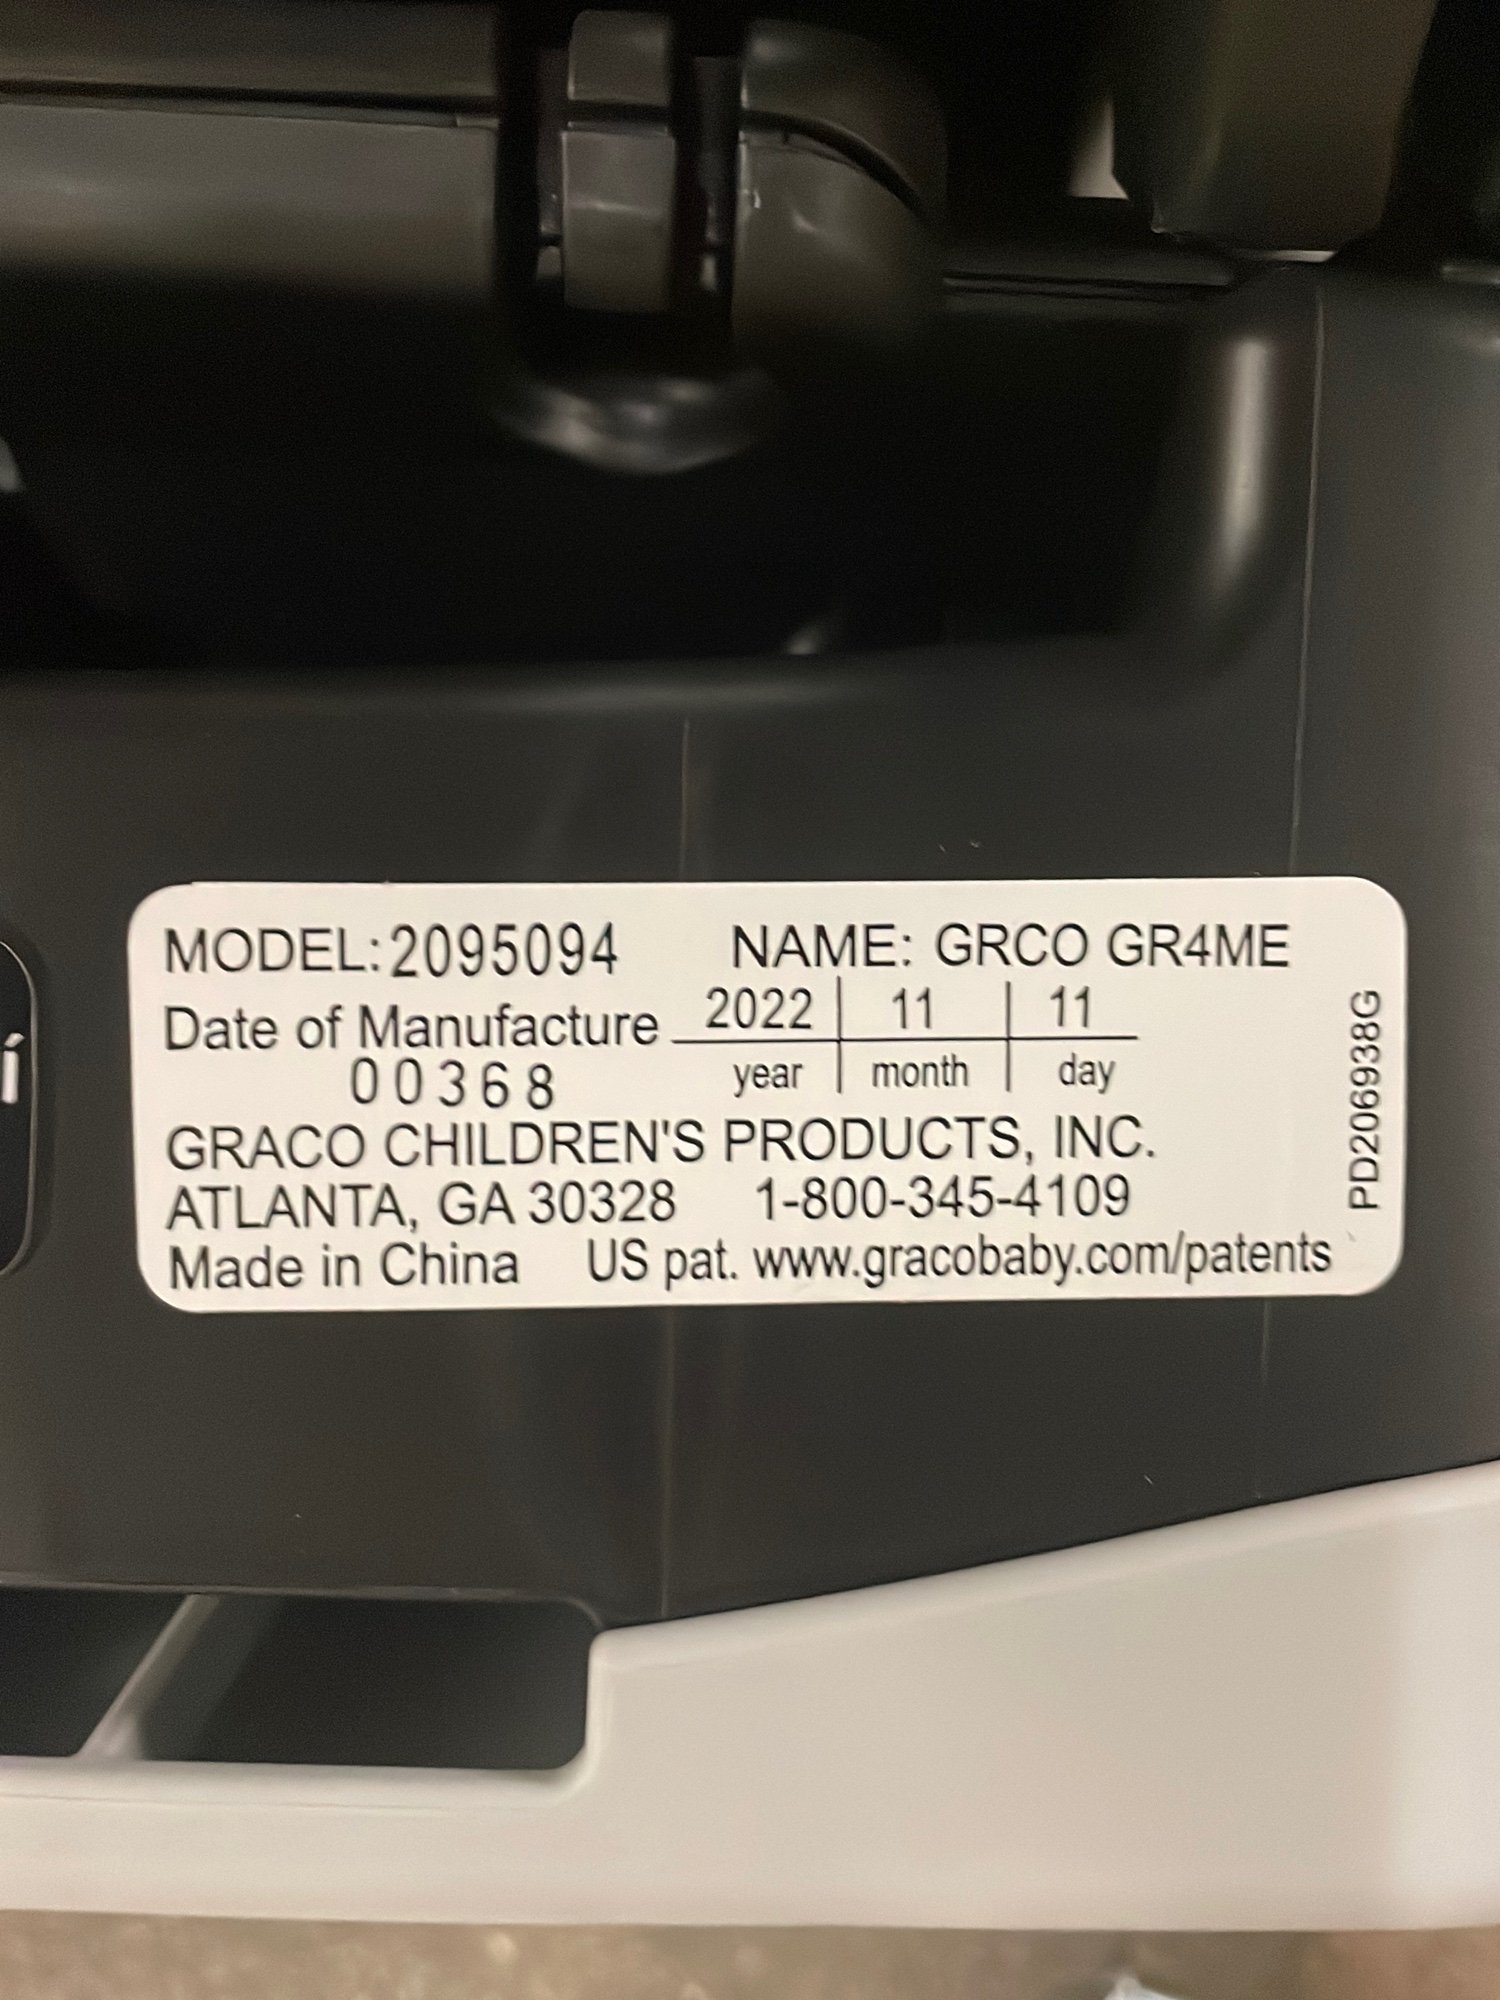 MODEL:2095094 NAME: GRCO GR4ME
Date of Manufacture 2022 11 11
00368 year month day
GRACO CHILDREN'S PRODUCTS, INC.
ATLANTA, GA 30328 1-800-345-4109
Made in China US pat. www.gracobaby.com/patents
PD206938G